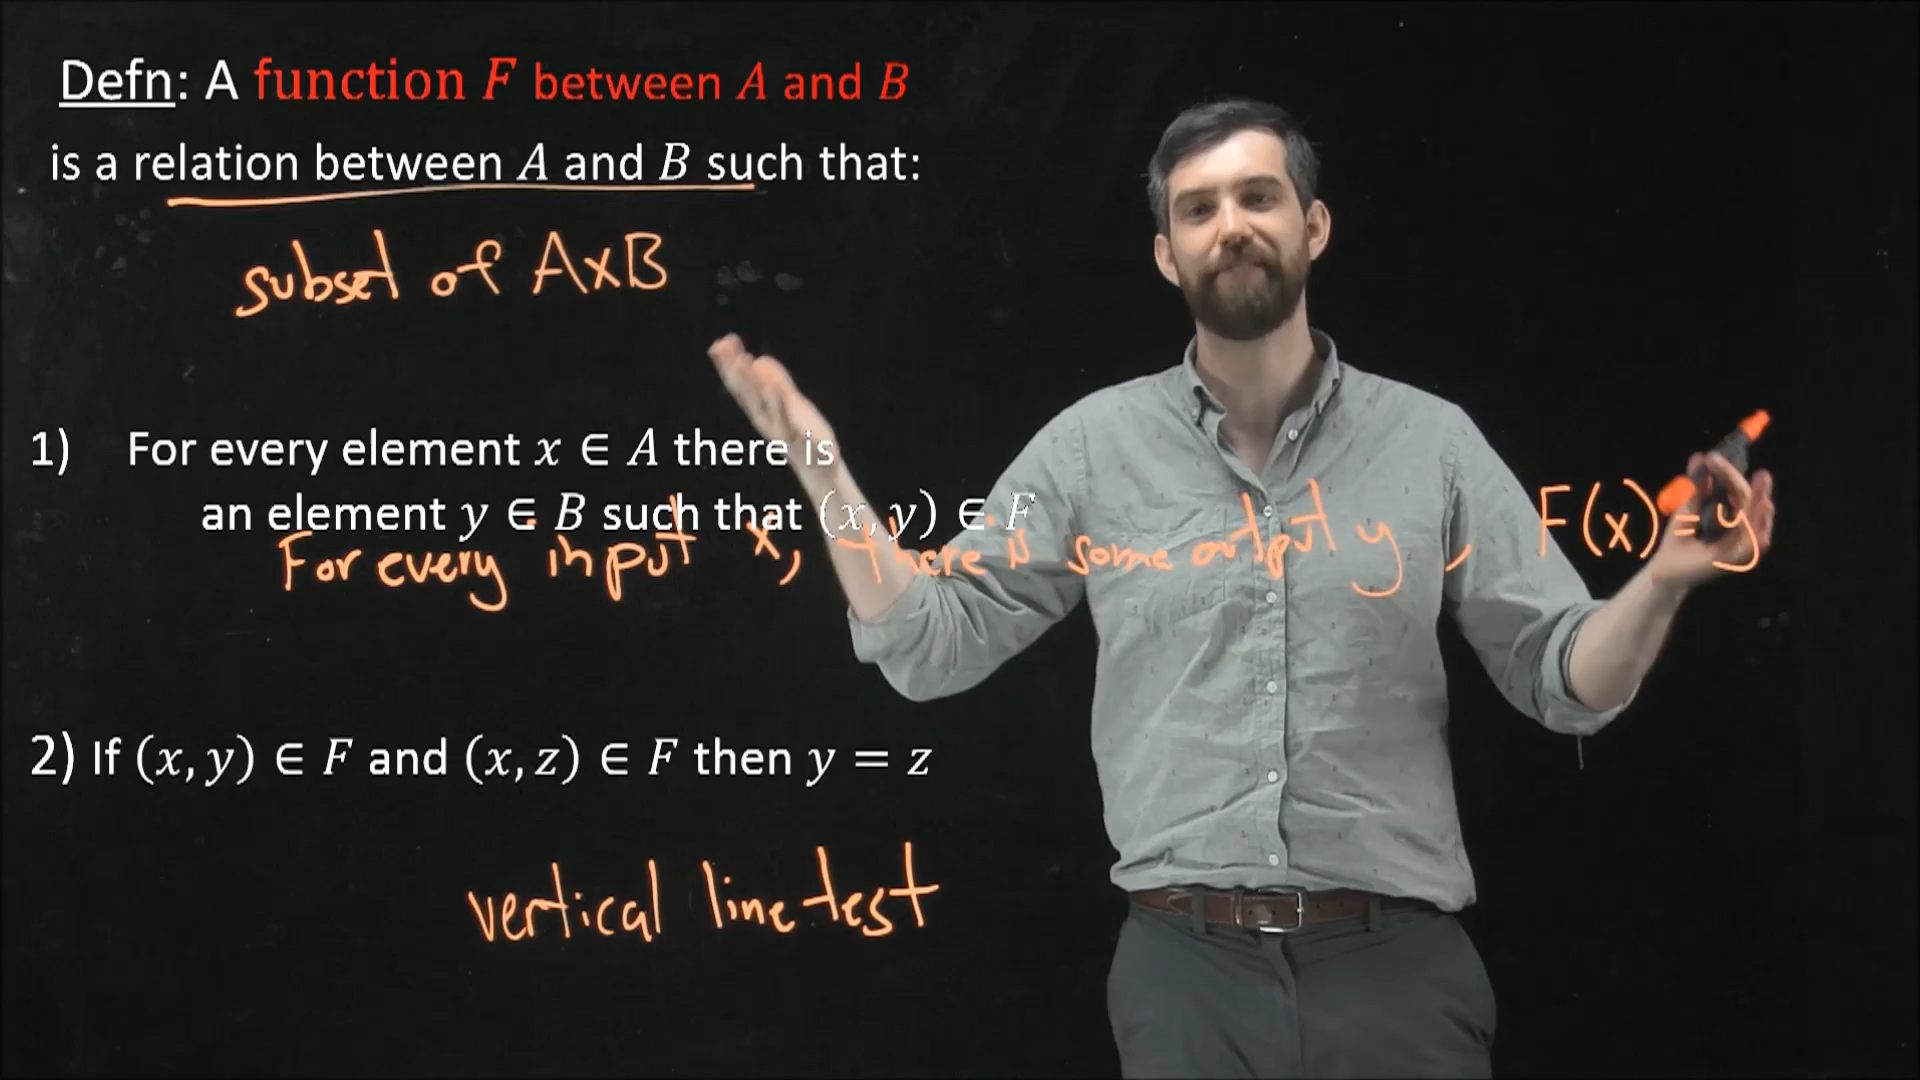 Defn: A function F between A and B
is a relation between A and B such that:
subset of A×B
1) For every element x ∈ A there is
an element y ∈ B such that (x, y) ∈ F
For every input x, there is some output y, F(x)=y
2) If (x, y) ∈ F and (x, z) ∈ F then y = z
vertical line test